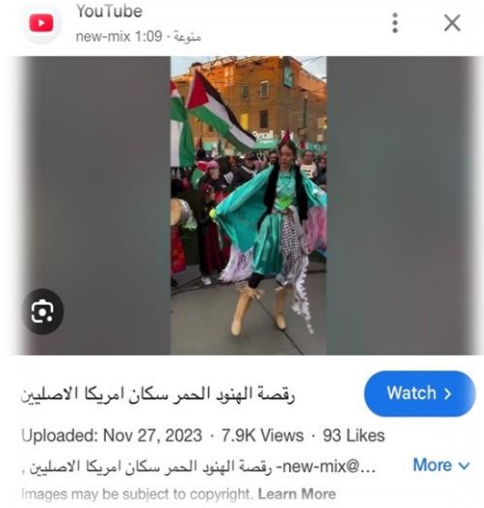 YouTube
new-mix 1:09 · منوعة
Rexall
رقصة الهنود الحمر سكان امريكا الاصليين
Watch >
Uploaded: Nov 27, 2023 · 7.9K Views · 93 Likes
رقصة الهنود الحمر سكان امريكا الاصليين , -new-mix@...
More
Images may be subject to copyright. Learn More